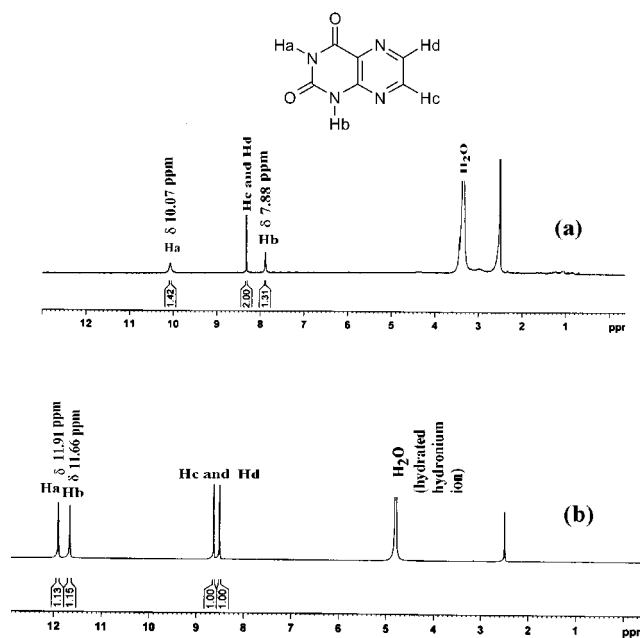 O
Ha
N
N
Hd
O
N
N
Hc
Hb
Ha
δ 10.07 ppm
Hc and Hd
Hb
δ 7.88 ppm
H2O
(a)
1.42
2.00
1.31
12 11 10 9 8 7 6 5 4 3 2 1 ppm
Ha
δ 11.91 ppm
Hb
δ 11.66 ppm
Hc and Hd
H2O
(hydrated
hydronium
ion)
(b)
1.13
1.15
1.00
1.00
12 11 10 9 8 7 6 5 4 3 2 1 ppm